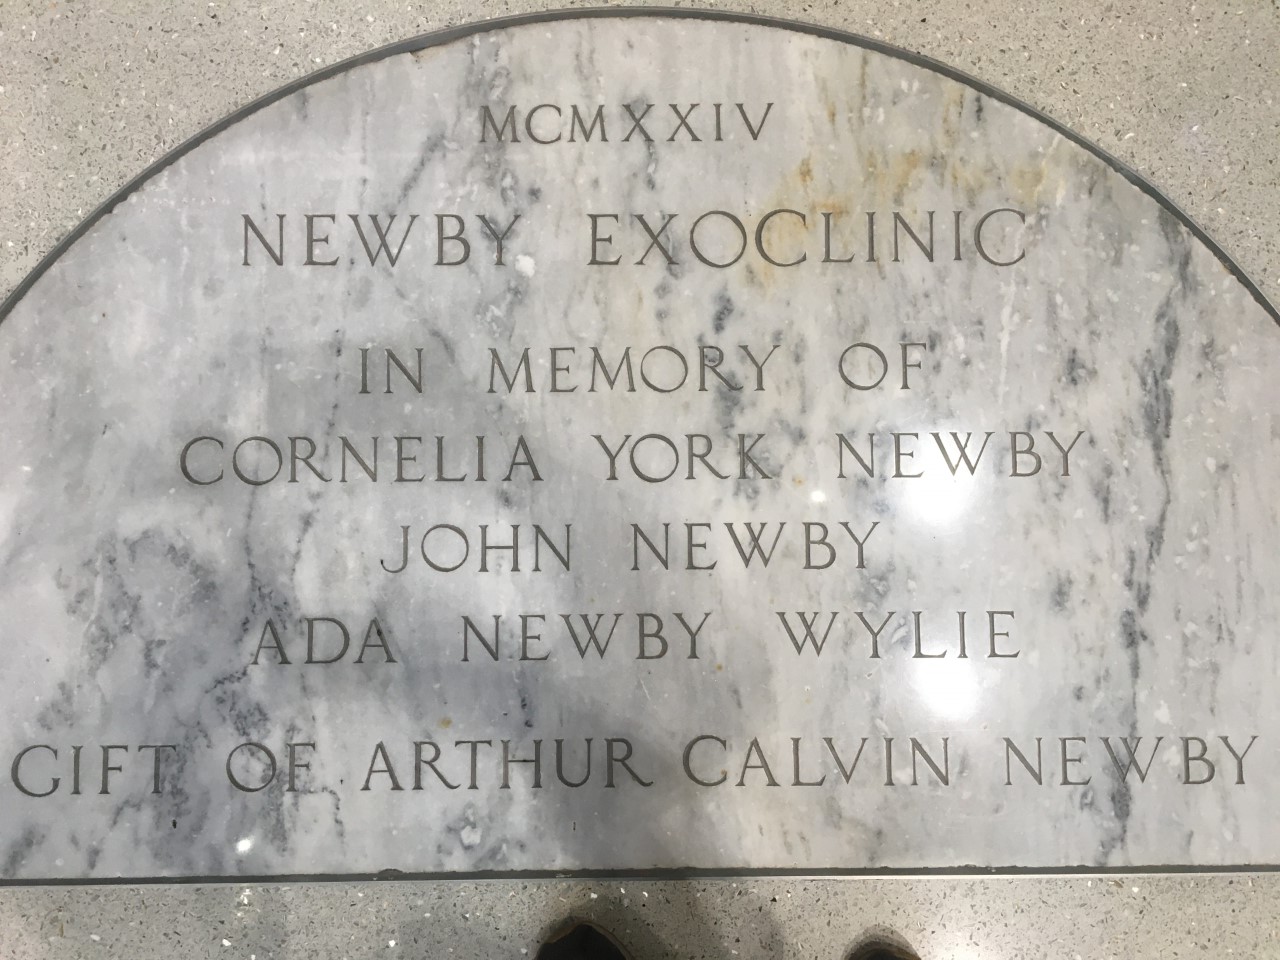 MCMXXIV
NEWBY EXOCLINIC
IN MEMORY OF
CORNELIA YORK NEWBY
JOHN NEWBY
ADA NEWBY WYLIE
GIFT OF ARTHUR CALVIN NEWBY